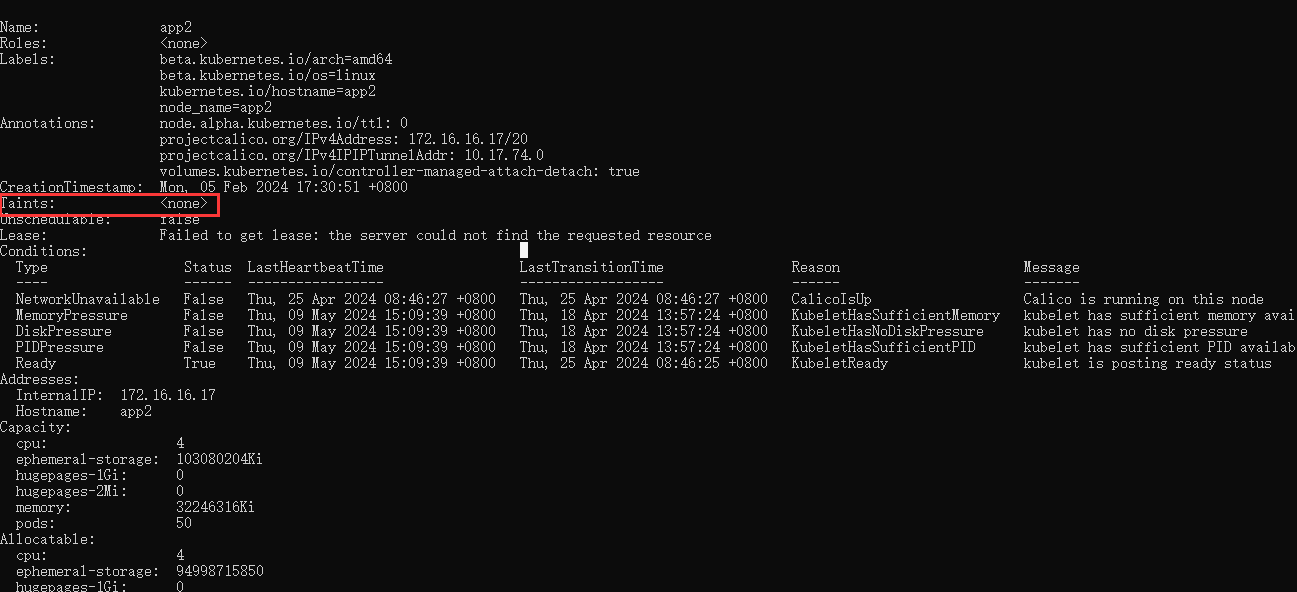 Name:               app2
Roles:              <none>
Labels:             beta.kubernetes.io/arch=amd64
                    beta.kubernetes.io/os=linux
                    kubernetes.io/hostname=app2
                    node_name=app2
Annotations:        node.alpha.kubernetes.io/ttl: 0
                    projectcalico.org/IPv4Address: 172.16.16.17/20
                    projectcalico.org/IPv4IPIPTunnelAddr: 10.17.74.0
                    volumes.kubernetes.io/controller-managed-attach-detach: true
CreationTimestamp:  Mon, 05 Feb 2024 17:30:51 +0800
Taints:             <none>
Unschedulable:      false
Lease:              Failed to get lease: the server could not find the requested resource
Conditions:
  Type                 Status  LastHeartbeatTime                 LastTransitionTime                Reason                       Message
  ----                 ------  -----------------                 ------------------                ------                       -------
  NetworkUnavailable   False   Thu, 25 Apr 2024 08:46:27 +0800   Thu, 25 Apr 2024 08:46:27 +0800   CalicoIsUp                   Calico is running on this node
  MemoryPressure       False   Thu, 09 May 2024 15:09:39 +0800   Thu, 18 Apr 2024 13:57:24 +0800   KubeletHasSufficientMemory   kubelet has sufficient memory avai
  DiskPressure         False   Thu, 09 May 2024 15:09:39 +0800   Thu, 18 Apr 2024 13:57:24 +0800   KubeletHasNoDiskPressure     kubelet has no disk pressure
  PIDPressure          False   Thu, 09 May 2024 15:09:39 +0800   Thu, 18 Apr 2024 13:57:24 +0800   KubeletHasSufficientPID      kubelet has sufficient PID availab
  Ready                True    Thu, 09 May 2024 15:09:39 +0800   Thu, 25 Apr 2024 08:46:25 +0800   KubeletReady                 kubelet is posting ready status
Addresses:
  InternalIP:  172.16.16.17
  Hostname:    app2
Capacity:
  cpu:                4
  ephemeral-storage:  103080204Ki
  hugepages-1Gi:      0
  hugepages-2Mi:      0
  memory:             32246316Ki
  pods:               50
Allocatable:
  cpu:                4
  ephemeral-storage:  94998715850
  hugepages-1Gi:      0